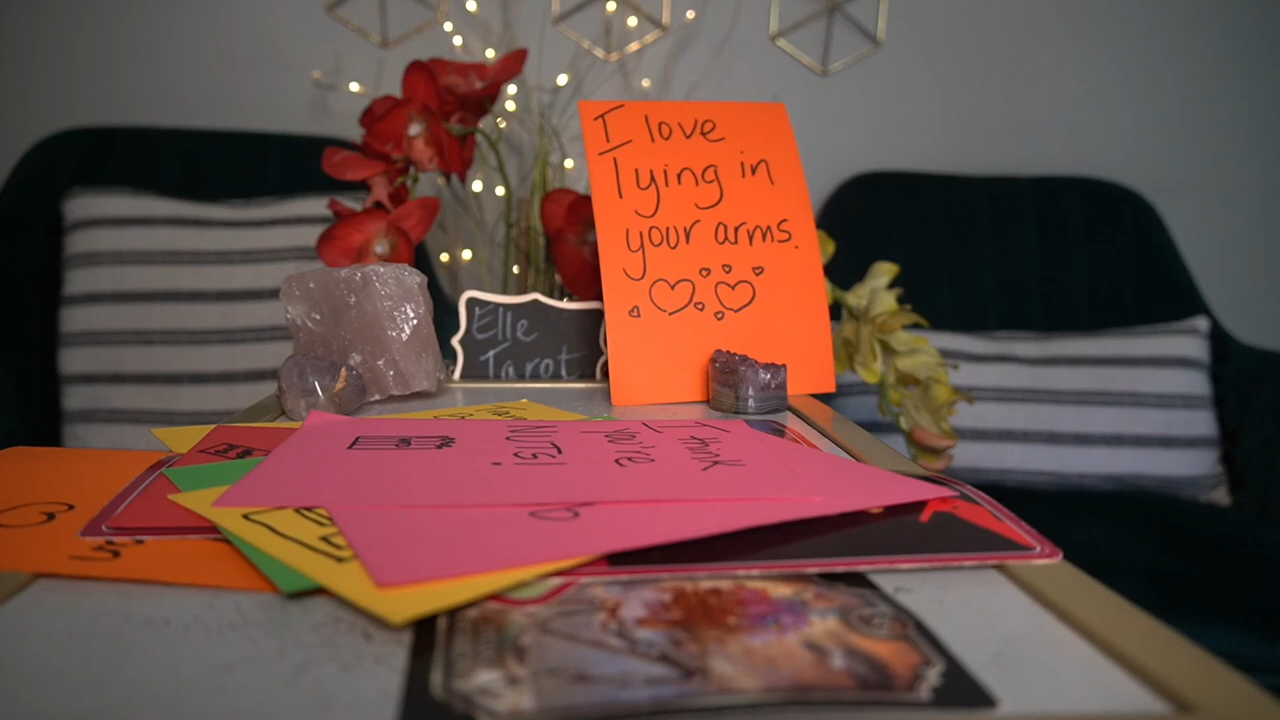 I love
lying in
your arms.
Elle
Tarot
I think
you're
NUTS!